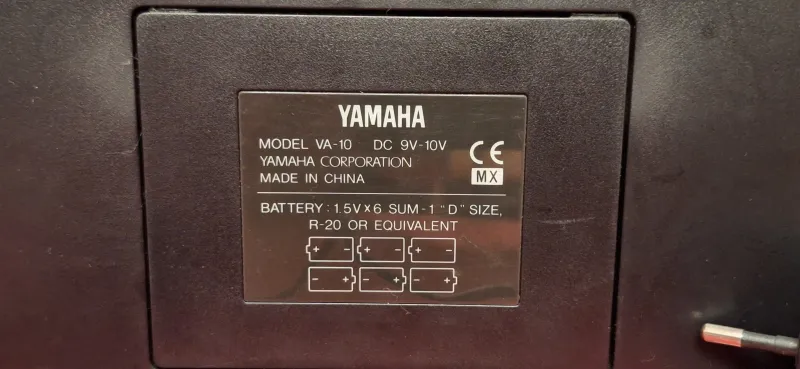 YAMAHA
MODEL VA-10 DC 9V-10V
YAMAHA CORPORATION
MADE IN CHINA
CE
MX
BATTERY : 1.5V×6 SUM-1 "D" SIZE,
R-20 OR EQUIVALENT
+ - + - + -
- + - + - +